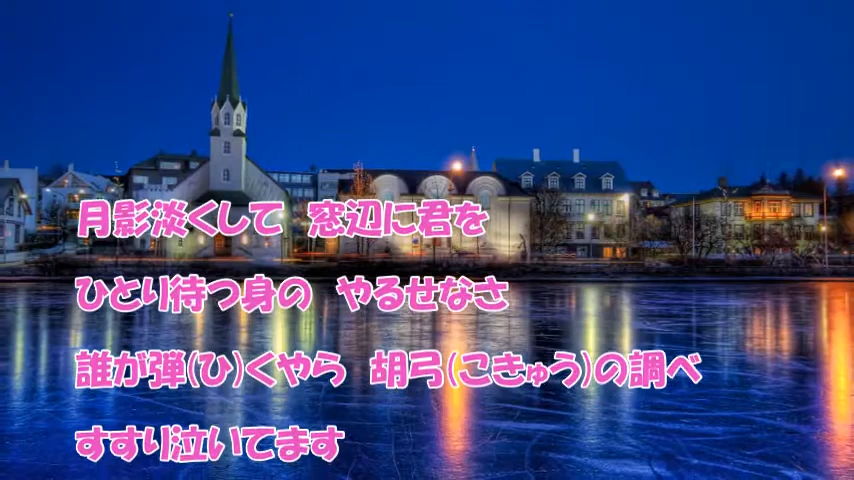 月影淡くして　窓辺に君を
ひとり待つ身の　やるせなさ
誰が弾(ひ)くやら　胡弓(こきゅう)の調べ
すすり泣いてます